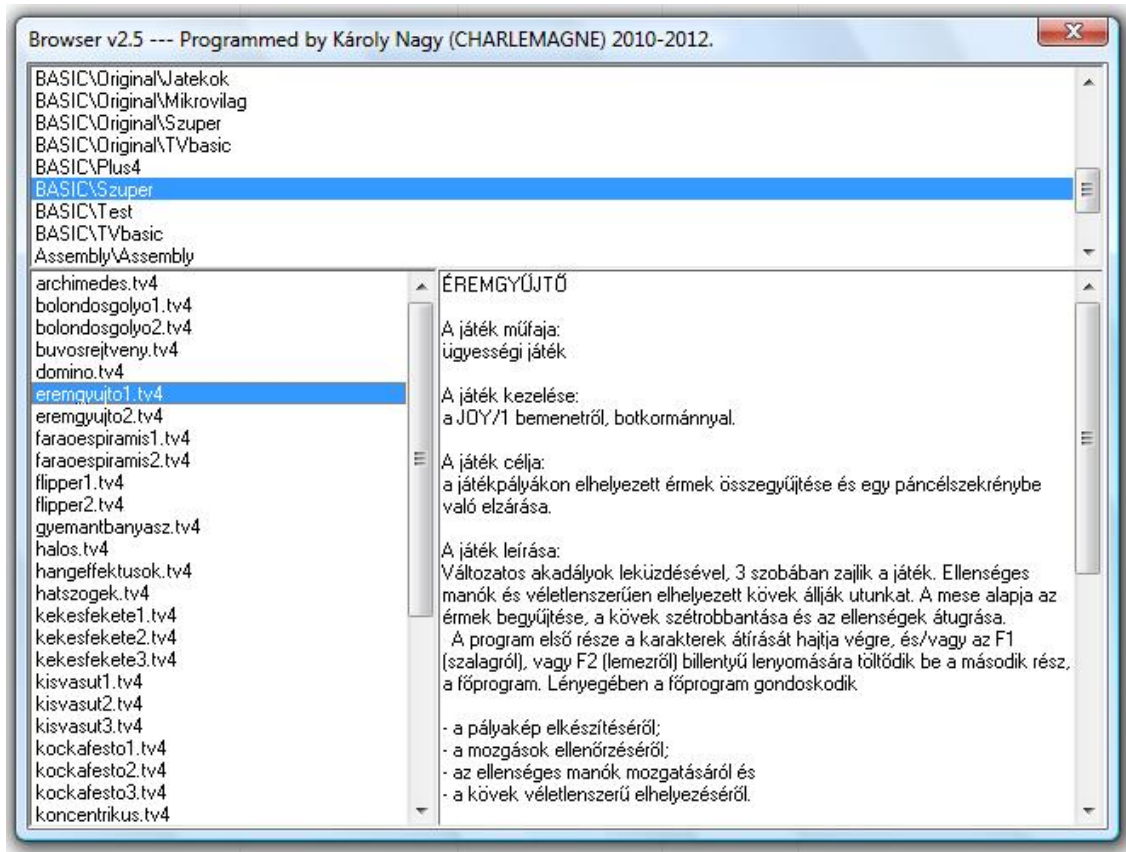 Browser v2.5 --- Programmed by Károly Nagy (CHARLEMAGNE) 2010-2012.
BASIC\Original\Jatekok
BASIC\Original\Mikrovilag
BASIC\Original\Szuper
BASIC\Original\TVbasic
BASIC\Plus4
BASIC\Szuper
BASIC\Test
BASIC\TVbasic
Assembly\Assembly
archimedes.tv4
bolondosgolyo1.tv4
bolondosgolyo2.tv4
buvosrejtveny.tv4
domino.tv4
eremgyujto1.tv4
eremgyujto2.tv4
faraoespiramis1.tv4
faraoespiramis2.tv4
flipper1.tv4
flipper2.tv4
gyemantbanyasz.tv4
halos.tv4
hangeffektusok.tv4
hatszogek.tv4
kekesfekete1.tv4
kekesfekete2.tv4
kekesfekete3.tv4
kisvasut1.tv4
kisvasut2.tv4
kisvasut3.tv4
kockafesto1.tv4
kockafesto2.tv4
kockafesto3.tv4
koncentrikus.tv4
ÉREMGYŰJTŐ
A játék műfaja:
ügyességi játék
A játék kezelése:
a JOY/1 bemenetről, botkormánnyal.
A játék célja:
a játékpályákon elhelyezett érmek összegyűjtése és egy páncélszekrénybe
való elzárása.
A játék leírása:
Változatos akadályok leküzdésével, 3 szobában zajlik a játék. Ellenséges
manók és véletlenszerűen elhelyezett kövek állják utunkat. A mese alapja az
érmek begyűjtése, a kövek szétrobbantása és az ellenségek átugrása.
A program első része a karakterek átírását hajtja végre, és/vagy az F1
(szalagról), vagy F2 (lemezről) billentyű lenyomására töltődik be a második rész,
a főprogram. Lényegében a főprogram gondoskodik
- a pályakép elkészítéséről;
- a mozgások ellenőrzéséről;
- az ellenséges manók mozgatásáról és
- a kövek véletlenszerű elhelyezéséről.